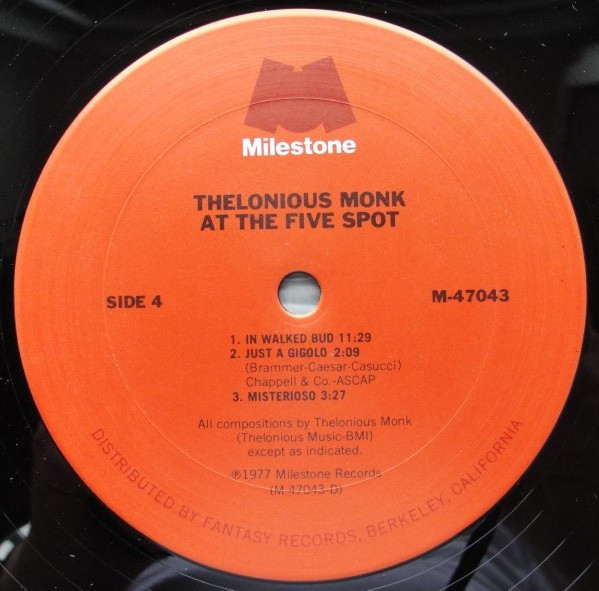 Milestone
THELONIOUS MONK
AT THE FIVE SPOT
SIDE 4
M-47043
1. IN WALKED BUD 11:29
2. JUST A GIGOLO 2:09
(Brammer-Caesar-Casucci)
Chappell & Co.-ASCAP
3. MISTERIOSO 3:27
All compositions by Thelonious Monk
(Thelonious Music-BMI)
except as indicated.
℗1977 Milestone Records
(M-47043-D)
DISTRIBUTED BY FANTASY RECORDS, BERKELEY, CALIFORNIA